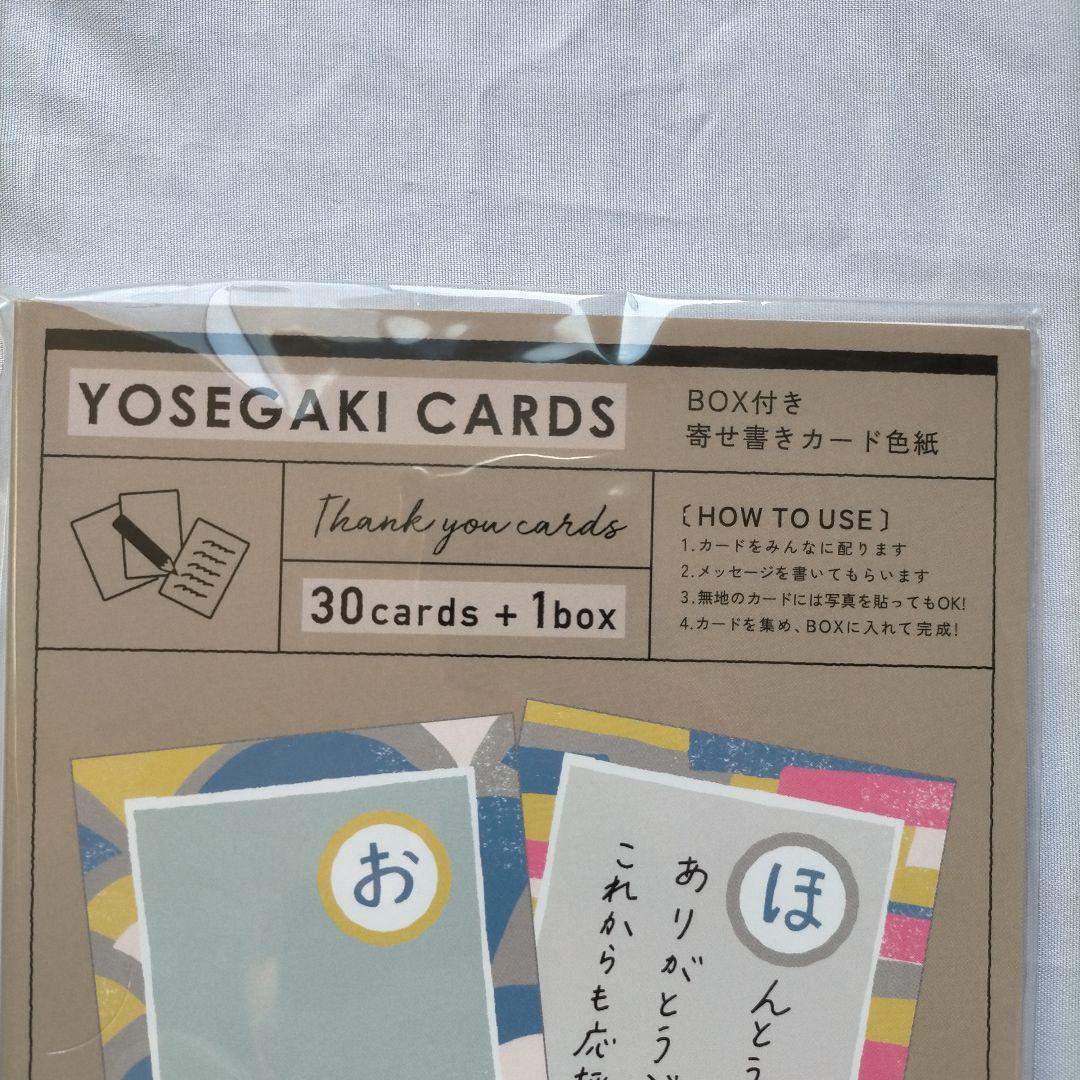 YOSEGAKI CARDS
BOX付き
寄せ書きカード色紙
Thank you cards
30cards + 1box
〔HOW TO USE〕
1.カードをみんなに配ります
2.メッセージを書いてもらいます
3.無地のカードには写真を貼ってもOK!
4.カードを集め、BOXに入れて完成!
お
ほ
んとう
ありがとう
これからも応